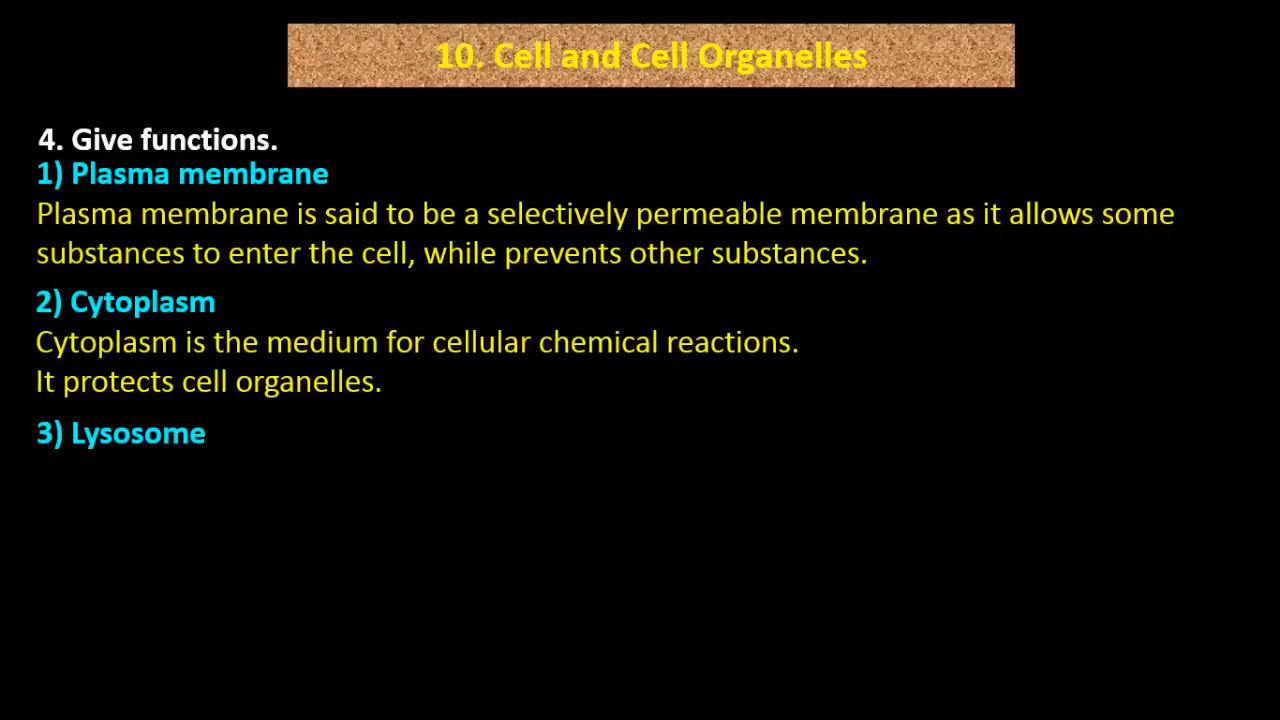 10. Cell and Cell Organelles
4. Give functions.
1) Plasma membrane
Plasma membrane is said to be a selectively permeable membrane as it allows some
substances to enter the cell, while prevents other substances.
2) Cytoplasm
Cytoplasm is the medium for cellular chemical reactions.
It protects cell organelles.
3) Lysosome